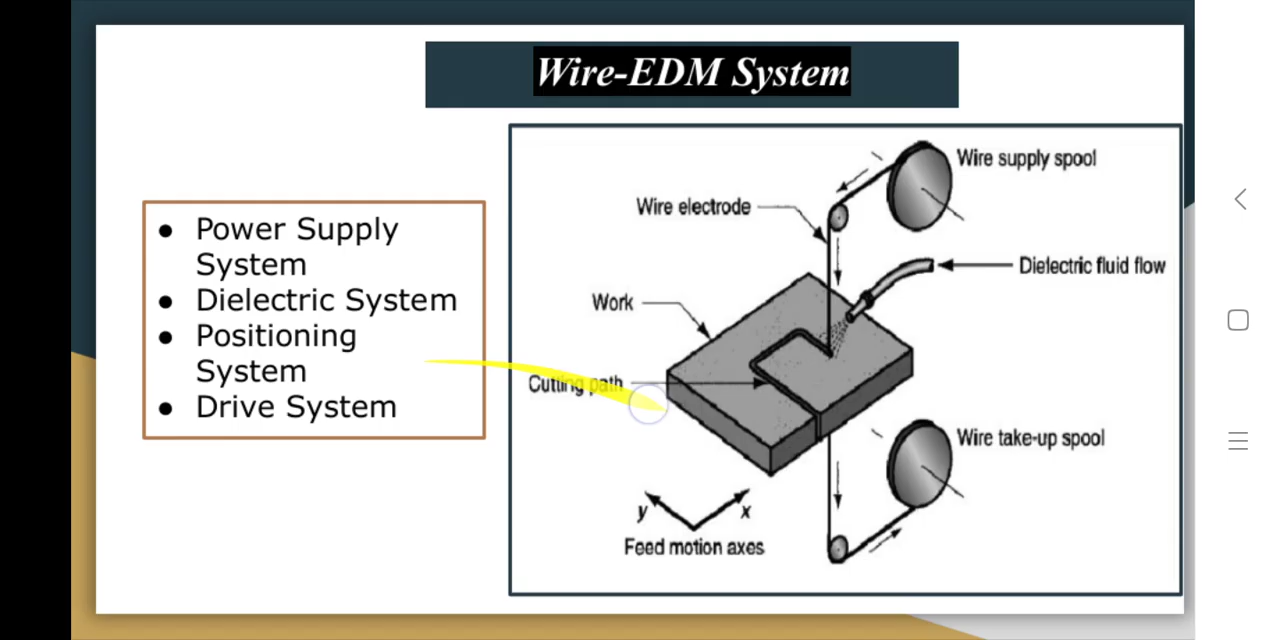 Wire-EDM System
● Power Supply
System
● Dielectric System
● Positioning
System
● Drive System
Wire supply spool
Wire electrode
Dielectric fluid flow
Work
Cutting path
Wire take-up spool
y
x
Feed motion axes